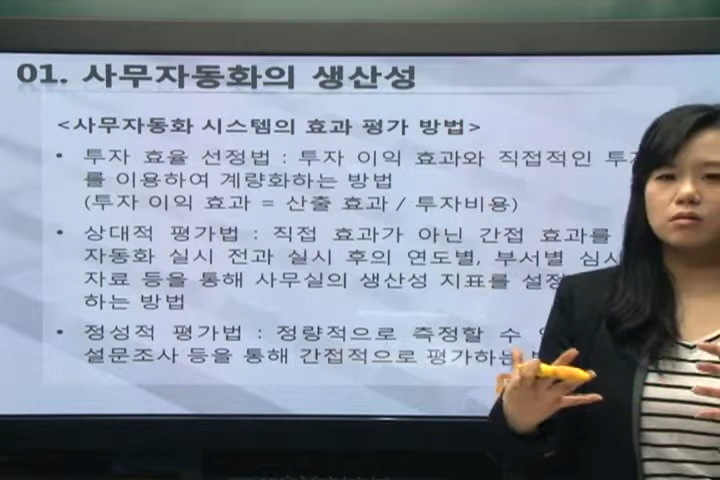 01. 사무자동화의 생산성
<사무자동화 시스템의 효과 평가 방법>
• 투자 효율 선정법 : 투자 이익 효과와 직접적인
를 이용하여 계량화하는 방법
(투자 이익 효과 = 산출 효과 / 투자비용)
• 상대적 평가법 : 직접 효과가 아닌 간접 효과를
자동화 실시 전과 실시 후의 연도별, 부서별 심사
자료 등을 통해 사무실의 생산성 지표를 설정
하는 방법
• 정성적 평가법 : 정량적으로 측정할 수
설문조사 등을 통해 간접적으로 평가하는